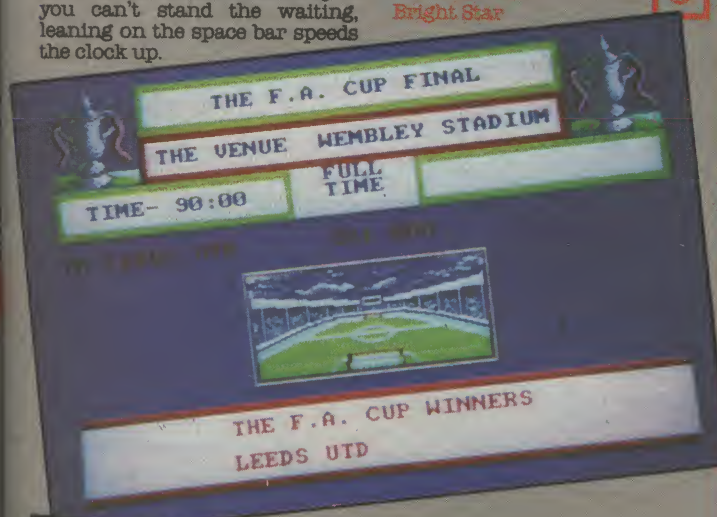 you can't stand the waiting,
leaning on the space bar speeds
the clock up.
Bright Star
THE F.A. CUP FINAL
THE VENUE WEMBLEY STADIUM
TIME- 90:00
FULL
TIME
THE F.A. CUP WINNERS
LEEDS UTD